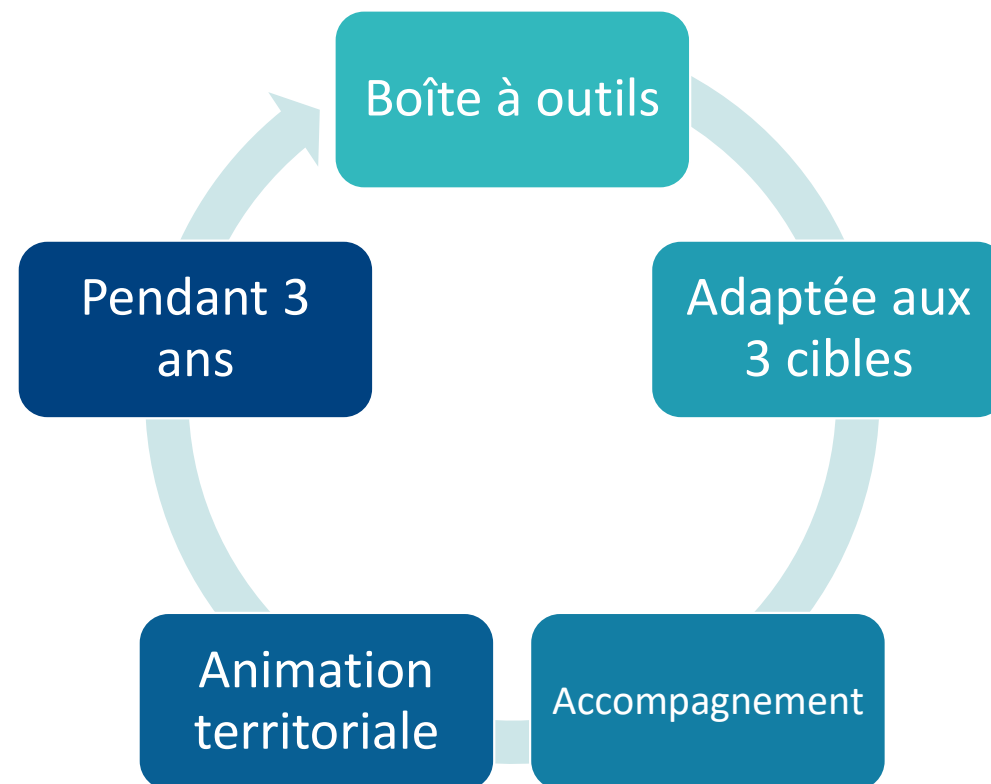 Boîte à outils
Adaptée aux
3 cibles
Accompagnement
Animation
territoriale
Pendant 3
ans